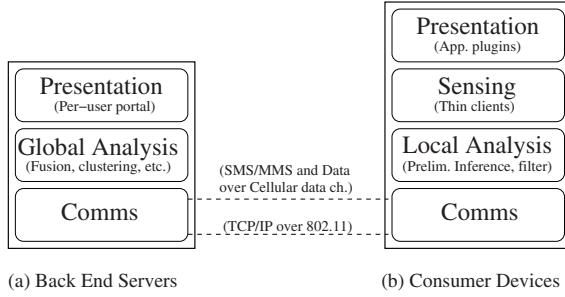 Presentation
(Per−user portal)
Global Analysis
(Fusion, clustering, etc.)
Comms
(a) Back End Servers
(SMS/MMS and Data
over Cellular data ch.)
(TCP/IP over 802.11)
Presentation
(App. plugins)
Sensing
(Thin clients)
Local Analysis
(Prelim. Inference, filter)
Comms
(b) Consumer Devices